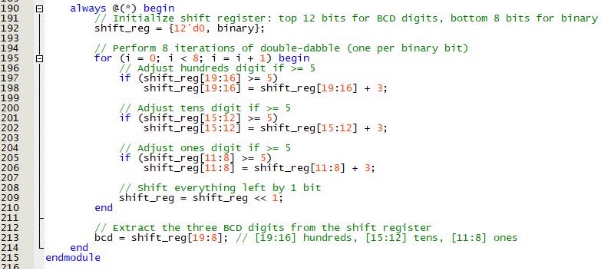 190 always @(*) begin
191 // Initialize shift register: top 12 bits for BCD digits, bottom 8 bits for binary
192 shift_reg = {12'd0, binary};
193
194 // Perform 8 iterations of double-dabble (one per binary bit)
195 for (i = 0; i < 8; i = i + 1) begin
196 // Adjust hundreds digit if >= 5
197 if (shift_reg[19:16] >= 5)
198 shift_reg[19:16] = shift_reg[19:16] + 3;
199
200 // Adjust tens digit if >= 5
201 if (shift_reg[15:12] >= 5)
202 shift_reg[15:12] = shift_reg[15:12] + 3;
203
204 // Adjust ones digit if >= 5
205 if (shift_reg[11:8] >= 5)
206 shift_reg[11:8] = shift_reg[11:8] + 3;
207
208 // Shift everything left by 1 bit
209 shift_reg = shift_reg << 1;
210 end
211
212 // Extract the three BCD digits from the shift register
213 bcd = shift_reg[19:8]; // [19:16] hundreds, [15:12] tens, [11:8] ones
214 end
215 endmodule
216